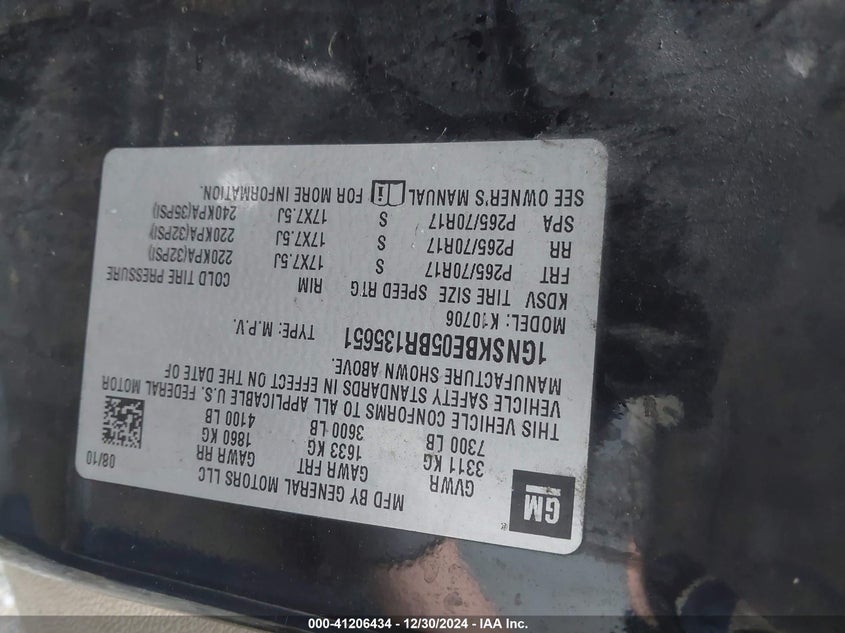 GM
MFD BY GENERAL MOTORS LLC 08/10
GVWR GAWR FRT GAWR RR
3311 KG 1633 KG 1860 KG
7300 LB 3600 LB 4100 LB
THIS VEHICLE CONFORMS TO ALL APPLICABLE U.S. FEDERAL MOTOR
VEHICLE SAFETY STANDARDS IN EFFECT ON THE DATE OF
MANUFACTURE SHOWN ABOVE.
1GNSKBE05BR135651 TYPE: M.P.V.
MODEL: K10706
KDSV TIRE SIZE SPEED RTG RIM COLD TIRE PRESSURE
FRT P265/70R17 S 17X7.5J 220KPA(32PSI)
RR P265/70R17 S 17X7.5J 220KPA(32PSI)
SPA P265/70R17 S 17X7.5J 240KPA(35PSI)
SEE OWNER'S MANUAL FOR MORE INFORMATION.
000-41206434 - 12/30/2024 - IAA Inc.